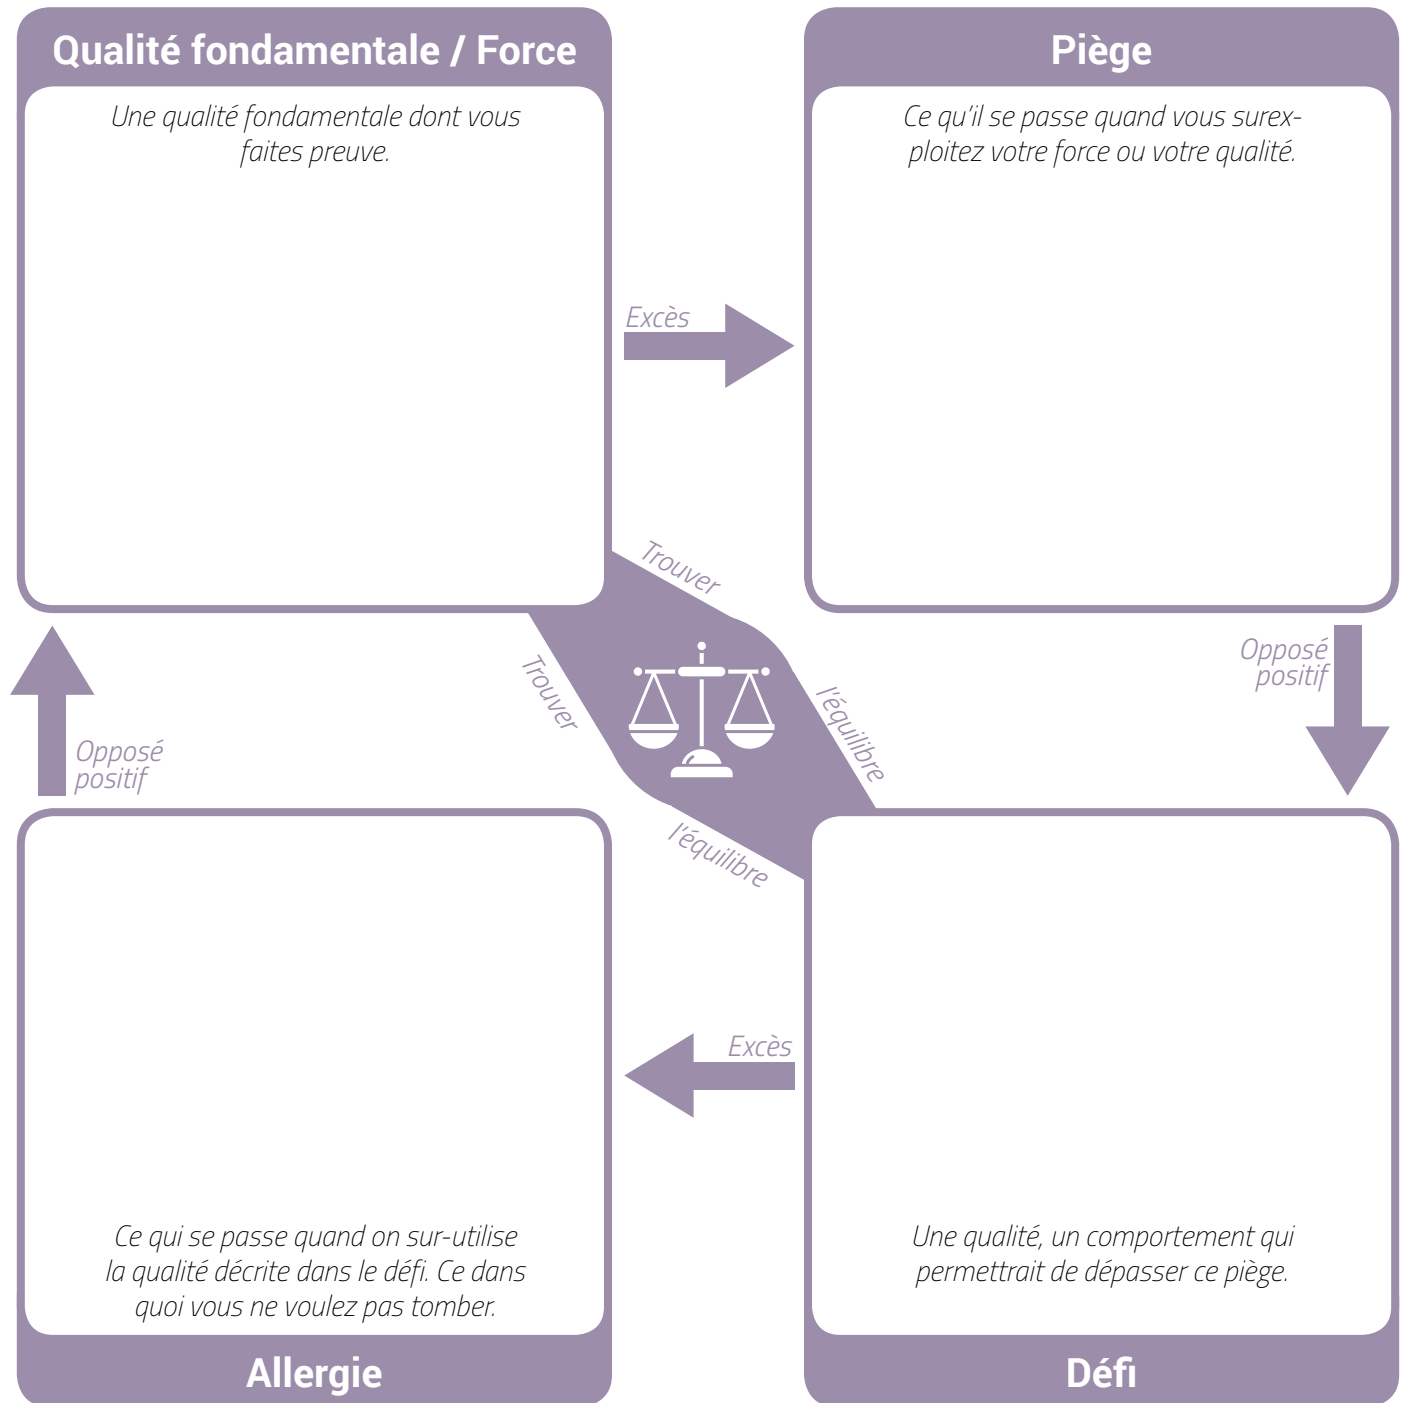 Qualité fondamentale / Force
Une qualité fondamentale dont vous
faites preuve.
Piège
Ce qu'il se passe quand vous surex-
ploitez votre force ou votre qualité.
Excès
Trouver
l'équilibre
Trouver
l'équilibre
Opposé
positif
Opposé
positif
Excès
Ce qui se passe quand on sur-utilise
la qualité décrite dans le défi. Ce dans
quoi vous ne voulez pas tomber.
Allergie
Une qualité, un comportement qui
permettrait de dépasser ce piège.
Défi